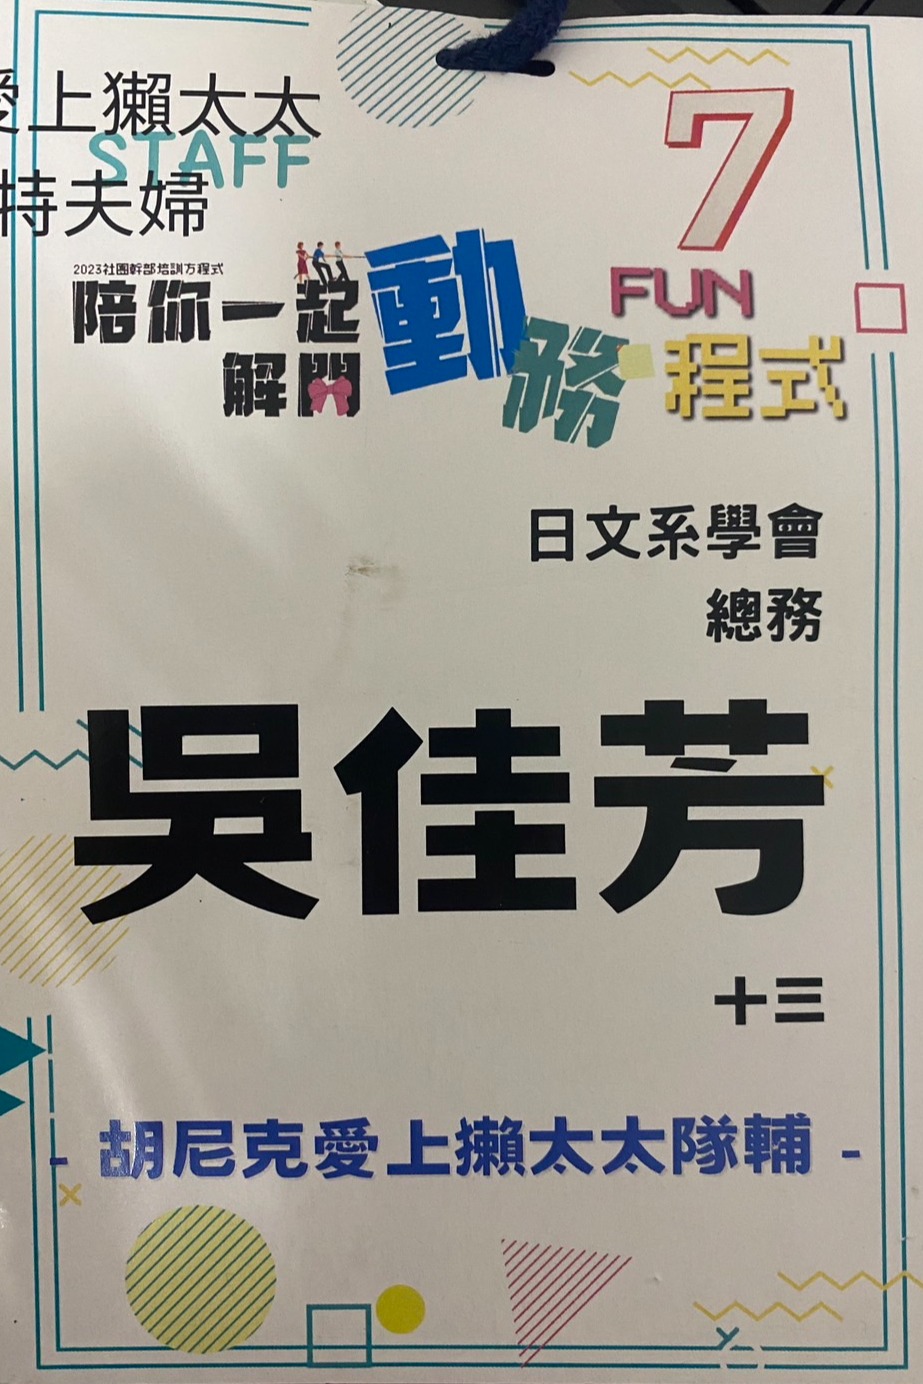 愛上獺太太
STAFF
特夫婦
7
2023社團幹部培訓方程式
陪你一起
解開
動務
FUN
程式
日文系學會
總務
吳佳芳
十三
- 胡尼克愛上獺太太隊輔 -